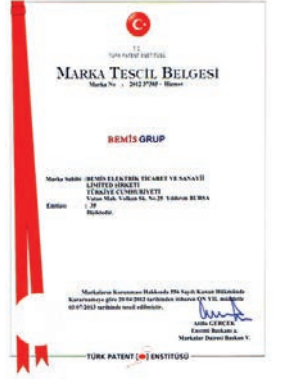 T.C.
TÜRK PATENT ENSTİTÜSÜ
MARKA TESCİL BELGESİ
Marka No : 2012 37305 - Hizmet
BEMİS GRUP
Marka Sahibi :BEMİS ELEKTRİK TİCARET VE SANAYİİ
LİMİTED ŞİRKETİ
TÜRKİYE CUMHURİYETİ
Vatan Mah. Volkan Sk. No.25 Yıldırım BURSA
Emtiası : 35
Ilişiktedir.
Markaların Korunması Hakkında 556 Sayılı Kanun Hükmünde
Kararnameye göre 20/04/2012 tarihinden itibaren ON YIL müddetle
03/07/2013 tarihinde tescil edilmiştir.
Atilla GERÇEK
Enstitü Başkanı a.
Markalar Dairesi Başkan V.
TÜRK PATENT ENSTİTÜSÜ